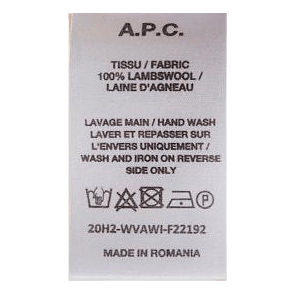 A.P.C.
TISSU / FABRIC
100% LAMBSWOOL /
LAINE D'AGNEAU
LAVAGE MAIN / HAND WASH
LAVER ET REPASSER SUR
L'ENVERS UNIQUEMENT /
WASH AND IRON ON REVERSE
SIDE ONLY
P
20H2-WVAWI-F22192
MADE IN ROMANIA